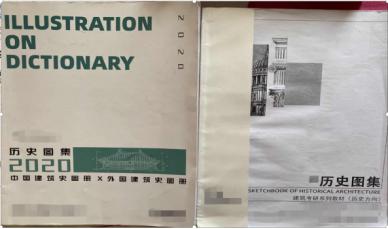 ILLUSTRATION
ON
DICTIONARY
2020
历史图集
2020
中国建筑史图册 X 外国建筑史图册
历史图集
SKETCHBOOK OF HISTORICAL ARCHITECTURE
建筑考研系列教材(历史方向)